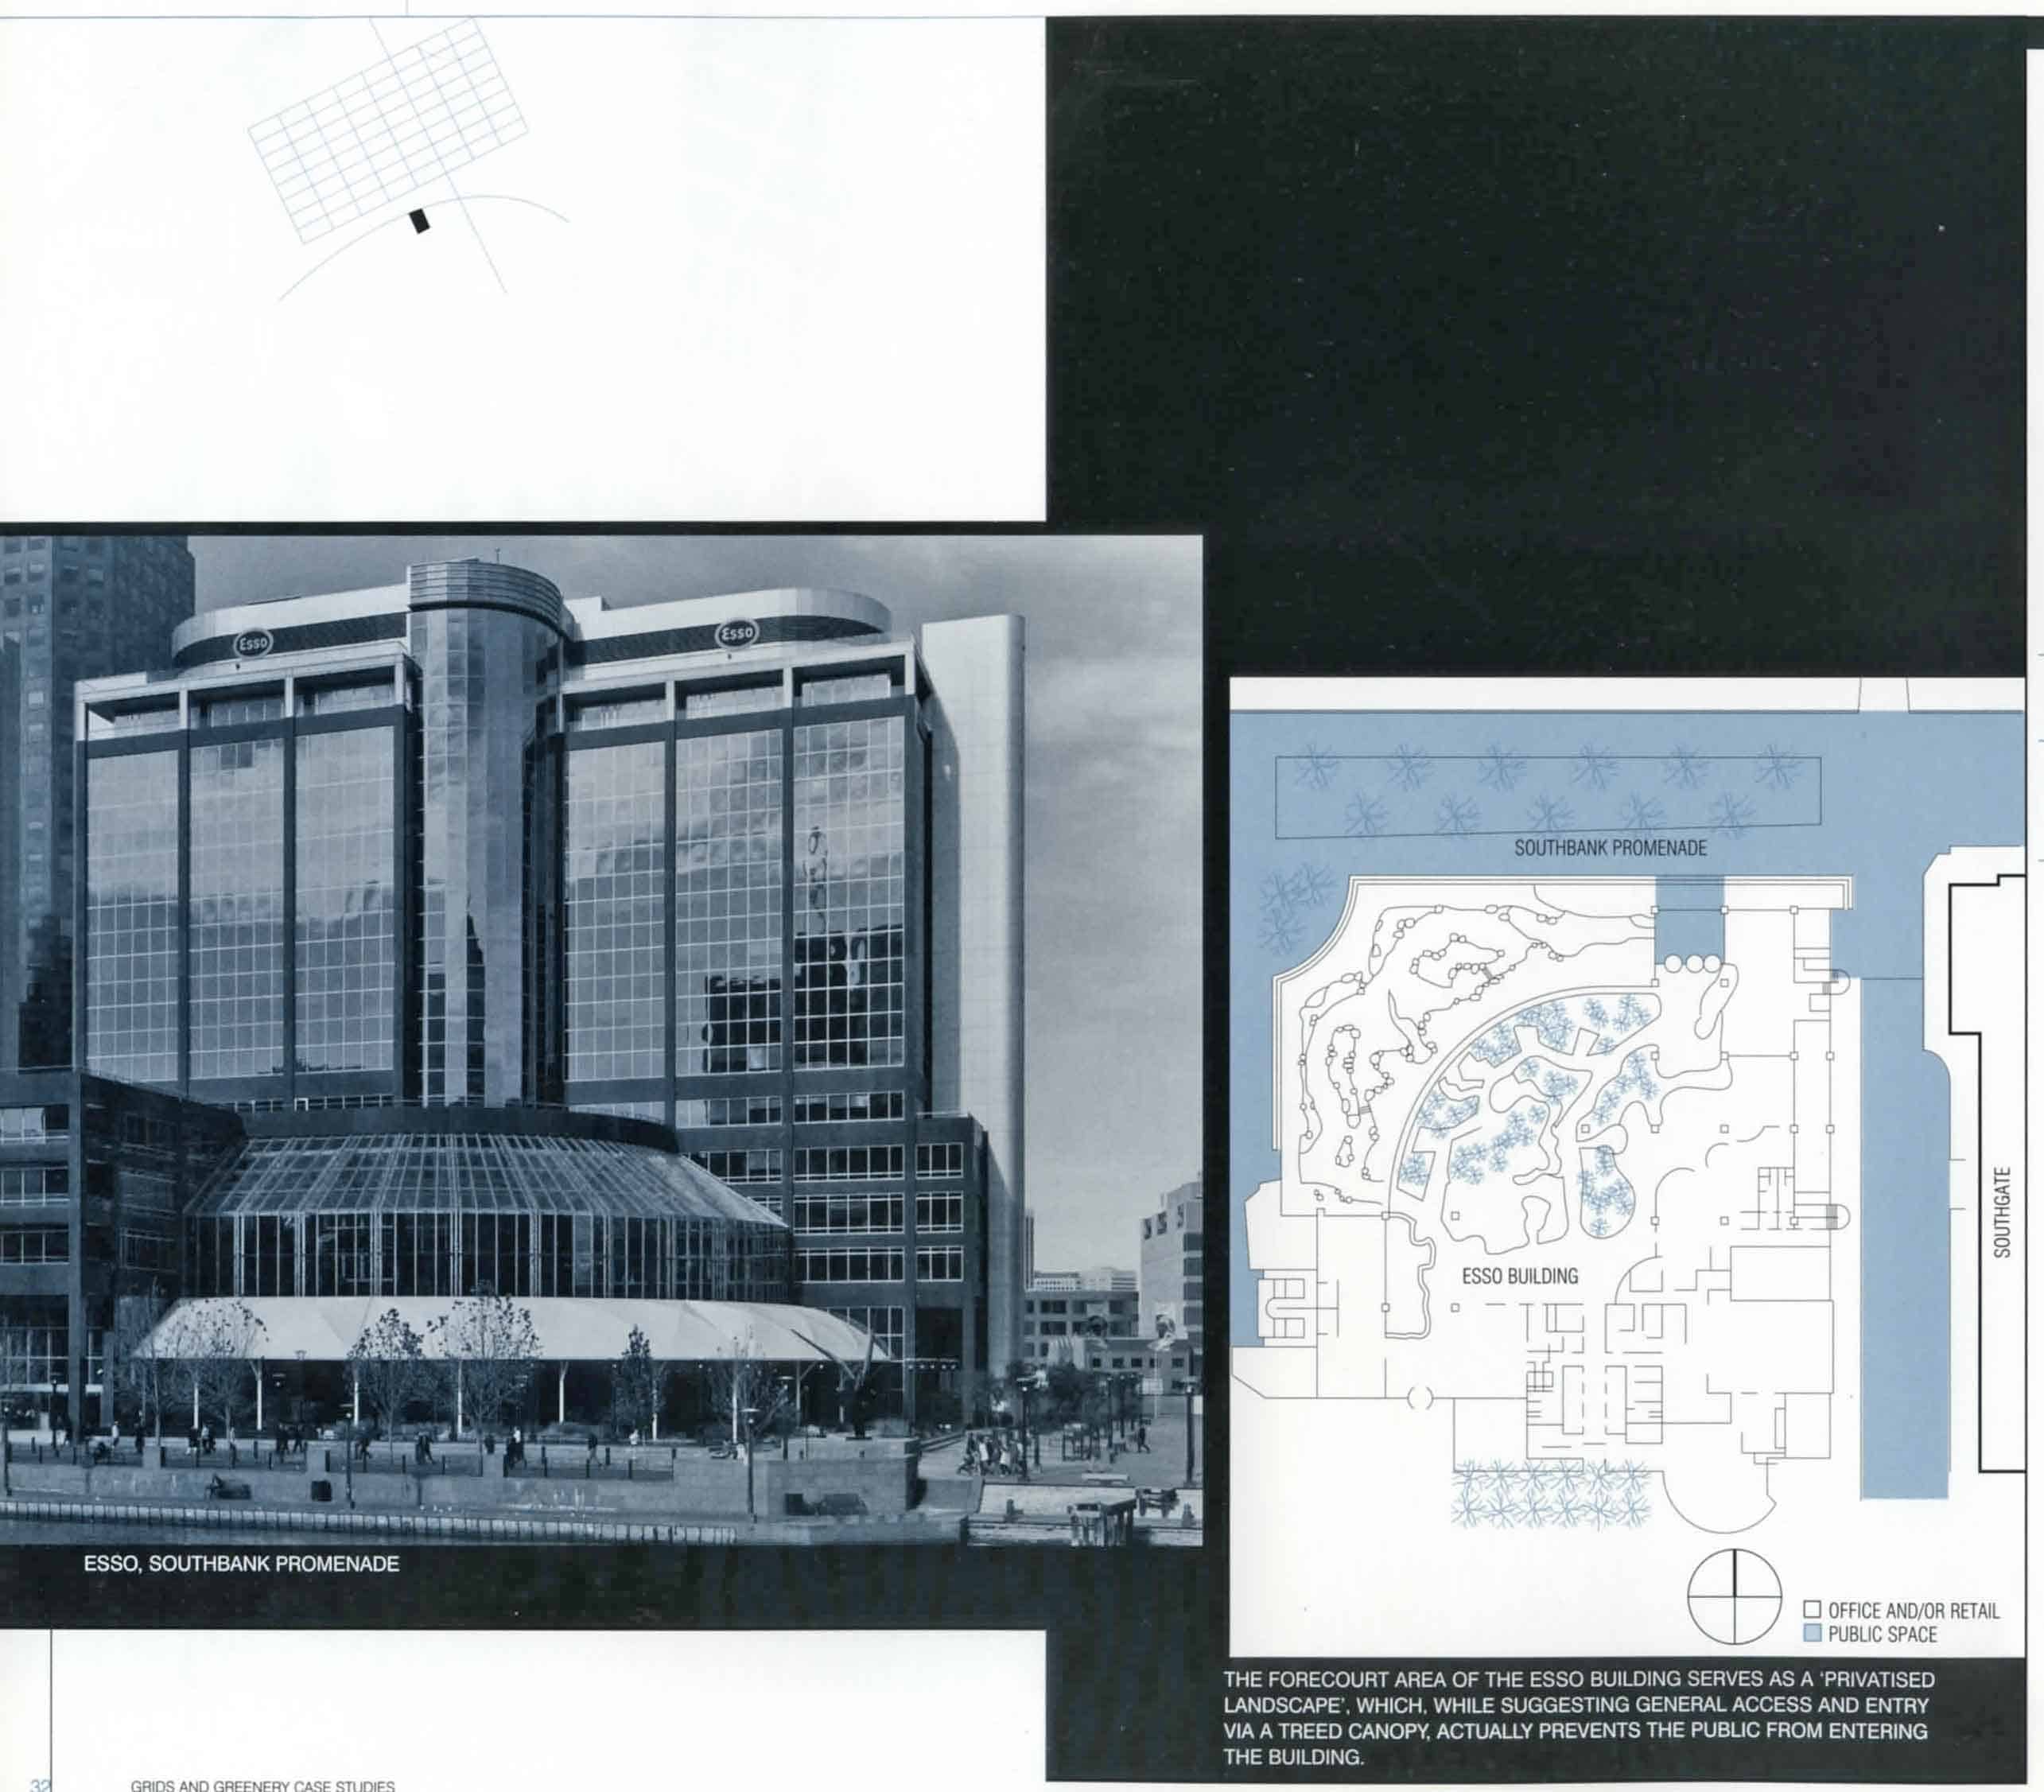 Esso
Esso
ESSO, SOUTHBANK PROMENADE
SOUTHBANK PROMENADE
ESSO BUILDING
SOUTHGATE
OFFICE AND/OR RETAIL
PUBLIC SPACE
THE FORECOURT AREA OF THE ESSO BUILDING SERVES AS A ‘PRIVATISED
LANDSCAPE’, WHICH, WHILE SUGGESTING GENERAL ACCESS AND ENTRY
VIA A TREED CANOPY, ACTUALLY PREVENTS THE PUBLIC FROM ENTERING
THE BUILDING.
32 GRIDS AND GREENERY CASE STUDIES